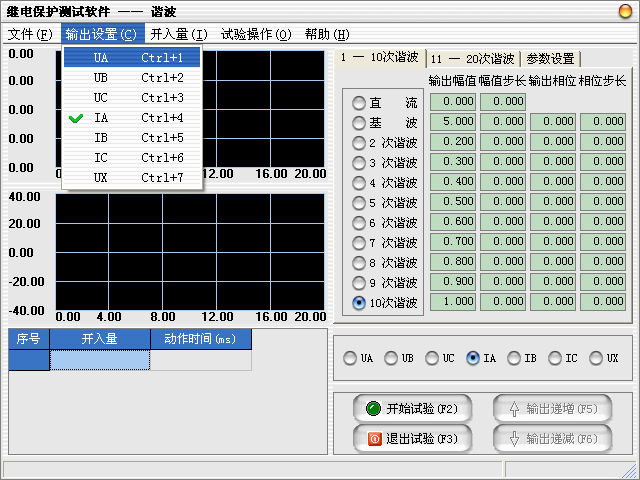 继电保护测试软件 —— 谐波
文件(F) 输出设置(C) 开入量(I) 试验操作(O) 帮助(H)
UA Ctrl+1
UB Ctrl+2
UC Ctrl+3
IA Ctrl+4
IB Ctrl+5
IC Ctrl+6
UX Ctrl+7
0.00
0.00
0.00
12.00 16.00 20.00
40.00
20.00
0.00
-20.00
-40.00
0.00 4.00 8.00 12.00 16.00 20.00
序号 开入量 动作时间(ms)
1 — 10次谐波 11 — 20次谐波 参数设置
输出幅值 幅值步长 输出相位 相位步长
直 流 0.000 0.000
基 波 5.000 0.000 0.000 0.000
2 次谐波 0.200 0.000 0.000 0.000
3 次谐波 0.300 0.000 0.000 0.000
4 次谐波 0.400 0.000 0.000 0.000
5 次谐波 0.500 0.000 0.000 0.000
6 次谐波 0.600 0.000 0.000 0.000
7 次谐波 0.700 0.000 0.000 0.000
8 次谐波 0.800 0.000 0.000 0.000
9 次谐波 0.900 0.000 0.000 0.000
10次谐波 1.000 0.000 0.000 0.000
UA UB UC IA IB IC UX
开始试验(F2) 输出递增(F5)
退出试验(F3) 输出递减(F6)